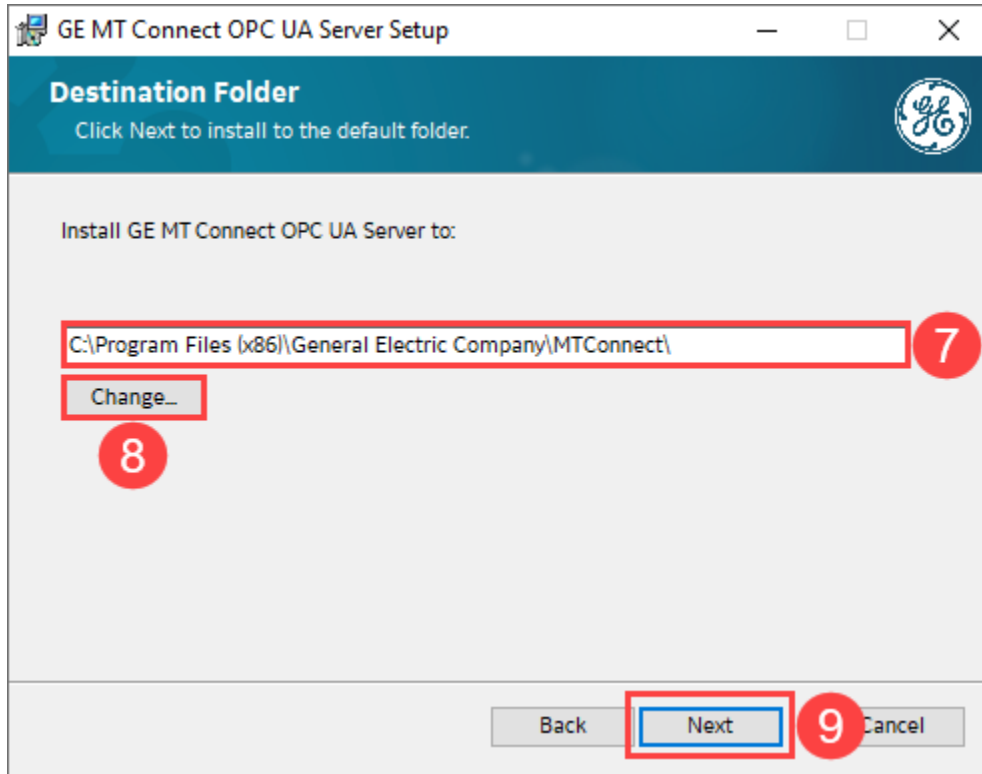 GE MT Connect OPC UA Server Setup
Destination Folder
Click Next to install to the default folder.
GE
Install GE MT Connect OPC UA Server to:
C:\Program Files (x86)\General Electric Company\MTConnect\
7
Change...
8
Back Next 9 Cancel